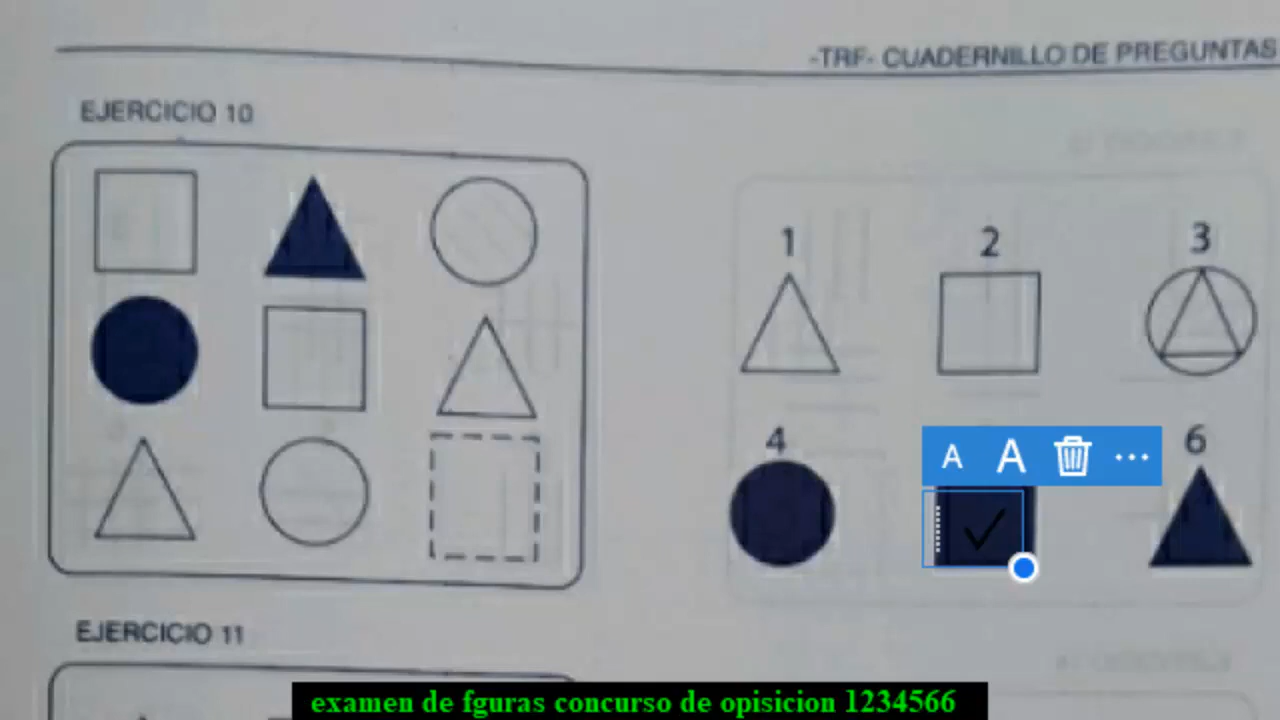 -TRF- CUADERNILLO DE PREGUNTAS
EJERCICIO 10
1 2 3
4 A A ... 6
EJERCICIO 11
examen de fguras concurso de opisicion 1234566